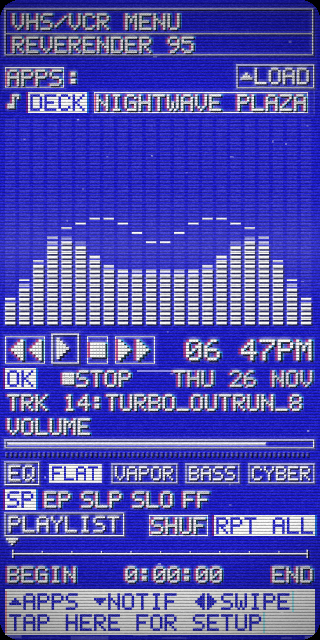 VHS/VCR MENU
REVERENDER 95
APPS: LOAD
DECK NIGHTWAVE PLAZA
06 47PM
OK STOP THU 26 NOV
TRK 14:TURBO_OUTRUN_8
VOLUME
EQ FLAT VAPOR BASS CYBER
SP EP SLP SLO FF
PLAYLIST SHUF RPT ALL
BEGIN 0:00:00 END
APPS NOTIF SWIPE
TAP HERE FOR SETUP